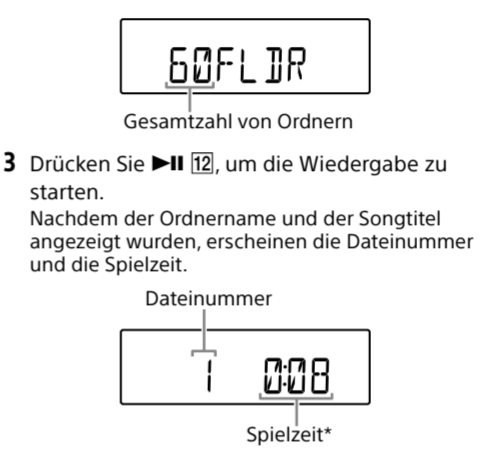 60FLDR
Gesamtzahl von Ordnern
3 Drücken Sie ►II 12, um die Wiedergabe zu
starten.
Nachdem der Ordnername und der Songtitel
angezeigt wurden, erscheinen die Dateinummer
und die Spielzeit.
Dateinummer
1 0:08
Spielzeit*